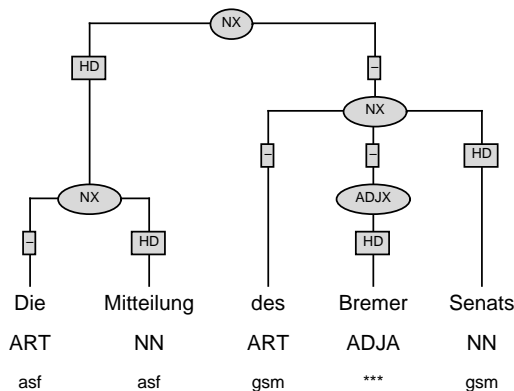 NX
HD –
NX
– – HD
NX ADJX
– HD HD
Die Mitteilung des Bremer Senats
ART NN ART ADJA NN
asf asf gsm *** gsm